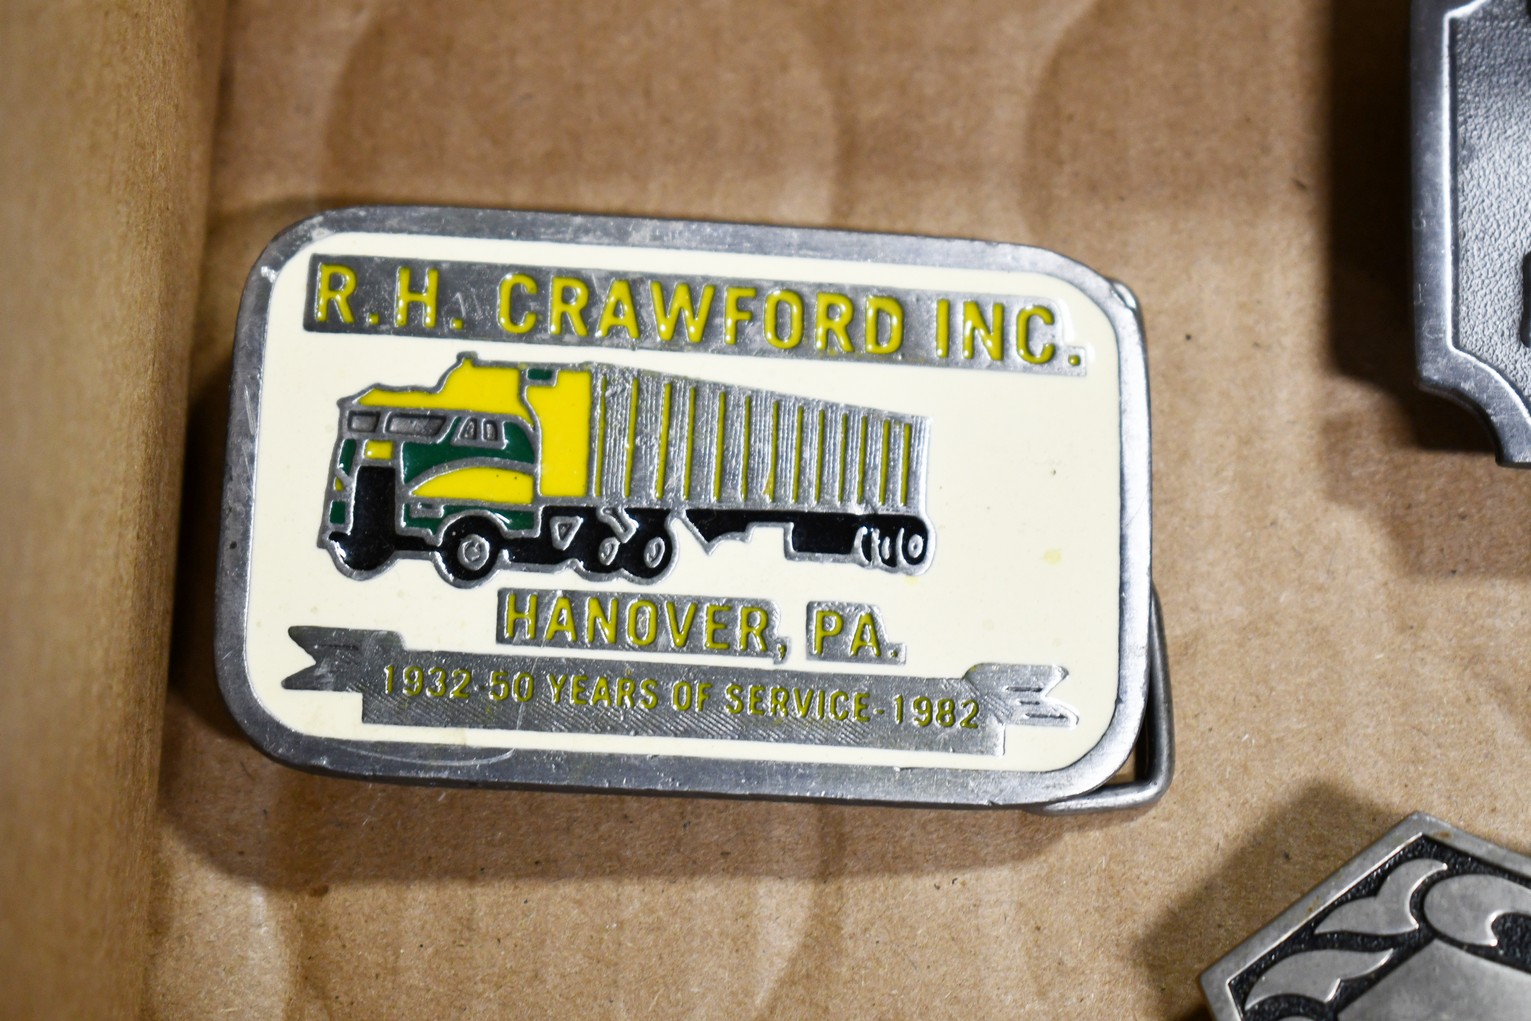 R.H. CRAWFORD INC.
HANOVER, PA.
1932-50 YEARS OF SERVICE-1982